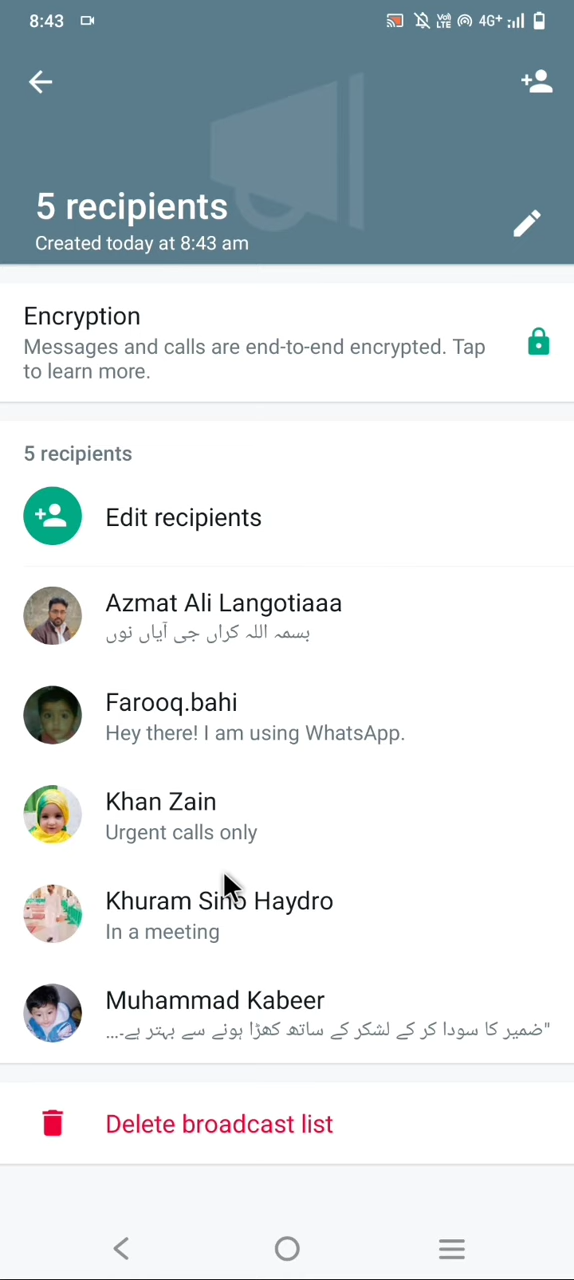 8:43
Vo)
LTE
4G+
5 recipients
Created today at 8:43 am
Encryption
Messages and calls are end-to-end encrypted. Tap
to learn more.
5 recipients
Edit recipients
Azmat Ali Langotiaaa
بسمہ اللہ کراں جی آیاں نوں
Farooq.bahi
Hey there! I am using WhatsApp.
Khan Zain
Urgent calls only
Khuram Haydro
In a meeting
Muhammad Kabeer
"ضمیر کا سودا کر کے لشکر کے ساتھ کھڑا ہونے سے بہتر ہے۔...
Delete broadcast list